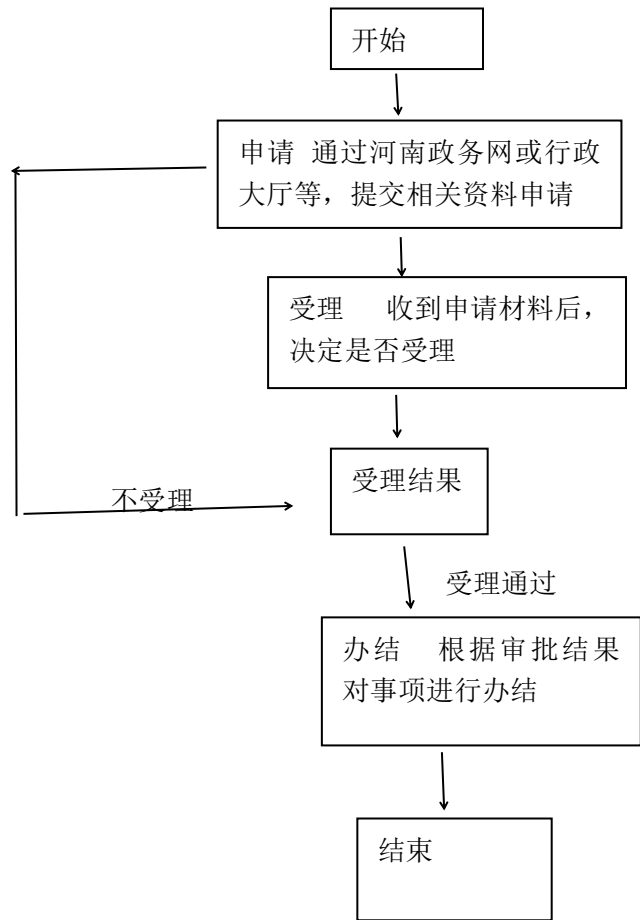 开始
申请 通过河南政务网或行政
大厅等，提交相关资料申请
受理 收到申请材料后，
决定是否受理
受理结果
不受理
受理通过
办结 根据审批结果
对事项进行办结
结束